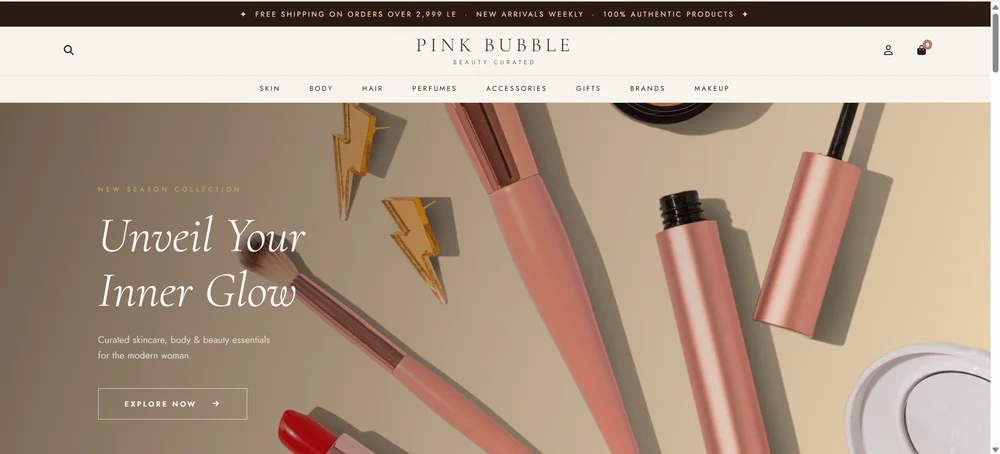 ✦ FREE SHIPPING ON ORDERS OVER 2,999 LE · NEW ARRIVALS WEEKLY · 100% AUTHENTIC PRODUCTS ✦
PINK BUBBLE
BEAUTY CURATED
SKIN BODY HAIR PERFUMES ACCESSORIES GIFTS BRANDS MAKEUP
NEW SEASON COLLECTION
Unveil Your
Inner Glow
Curated skincare, body & beauty essentials
for the modern woman.
EXPLORE NOW →